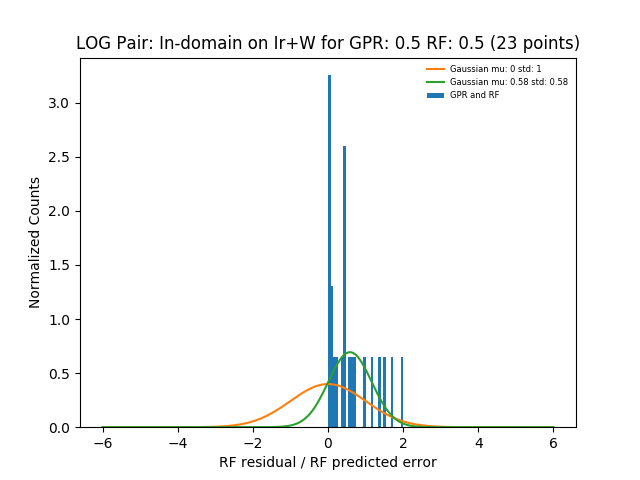 LOG Pair: In-domain on Ir+W for GPR: 0.5 RF: 0.5 (23 points)
Gaussian mu: 0 std: 1
Gaussian mu: 0.58 std: 0.58
GPR and RF
Normalized Counts
3.0
2.5
2.0
1.5
1.0
0.5
0.0
−6 −4 −2 0 2 4 6
RF residual / RF predicted error